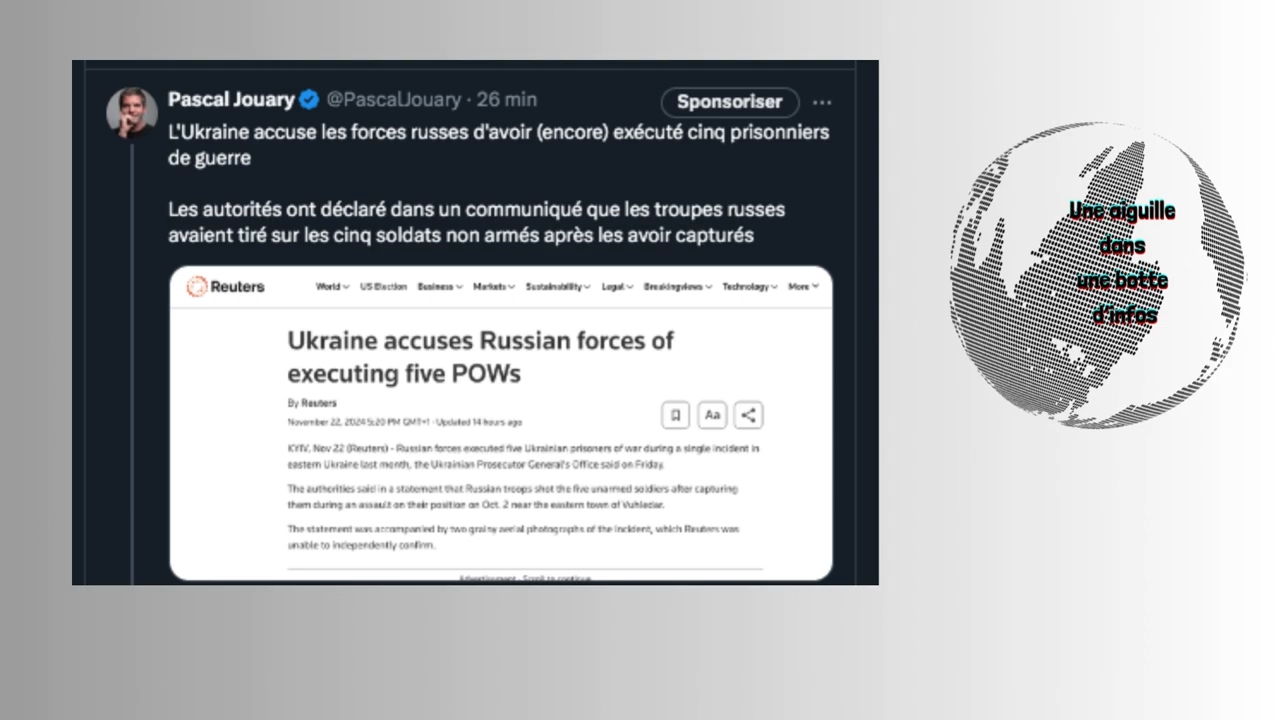 Pascal Jouary @PascalJouary · 26 min
Sponsoriser
L'Ukraine accuse les forces russes d'avoir (encore) exécuté cinq prisonniers
de guerre
Les autorités ont déclaré dans un communiqué que les troupes russes
avaient tiré sur les cinq soldats non armés après les avoir capturés
Reuters
World US Election Business Markets Sustainability Legal Breakingviews Technology More
Ukraine accuses Russian forces of
executing five POWs
By Reuters
November 22, 2024 5:20 PM GMT+1 · Updated 14 hours ago
Aa
KYIV, Nov 22 (Reuters) - Russian forces executed five Ukrainian prisoners of war during a single incident in
eastern Ukraine last month, the Ukrainian Prosecutor General's Office said on Friday.
The authorities said in a statement that Russian troops shot the five unarmed soldiers after capturing
them during an assault on their position on Oct. 2 near the eastern town of Vuhledar.
The statement was accompanied by two grainy aerial photographs of the incident, which Reuters was
unable to independently confirm.
Advertisement · Scroll to continue
Une aiguille
dans
une botte
d'infos